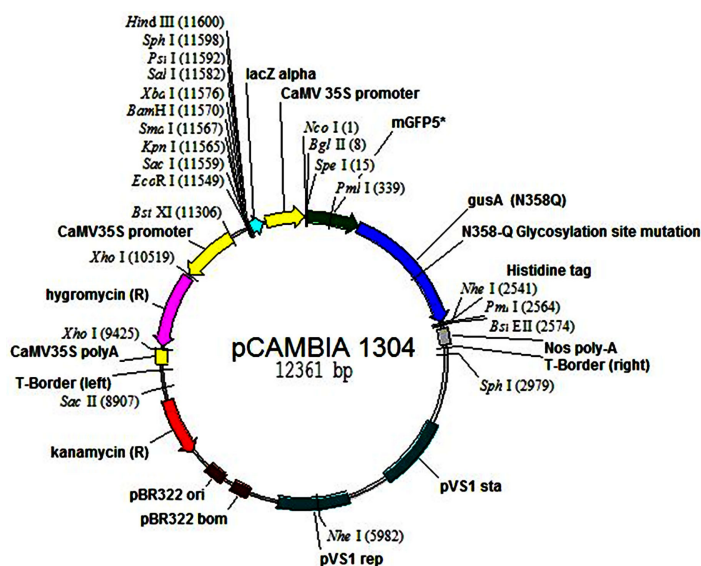 Hind III (11600)
Sph I (11598)
Psi I (11592)
Sal I (11582)
Xba I (11576)
BamH I (11570)
Sma I (11567)
Kpn I (11565)
Sac I (11559)
EcoR I (11549)
Bst XI (11306)
CaMV35S promoter
Xho I (10519)
hygromycin (R)
Xho I (9425)
CaMV35S polyA
T-Border (left)
Sac II (8907)
kanamycin (R)
pBR322 ori
pBR322 bom
lacZ alpha
CaMV 35S promoter
Nco I (1)
Bgl II (8)
Spe I (15)
Pml I (339)
mGFP5*
gusA (N358Q)
N358-Q Glycosylation site mutation
Histidine tag
Nhe I (2541)
Pml I (2564)
BstEII (2574)
Nos poly-A
T-Border (right)
Sph I (2979)
pVS1 sta
Nhe I (5982)
pVS1 rep
pCAMBIA 1304
12361 bp